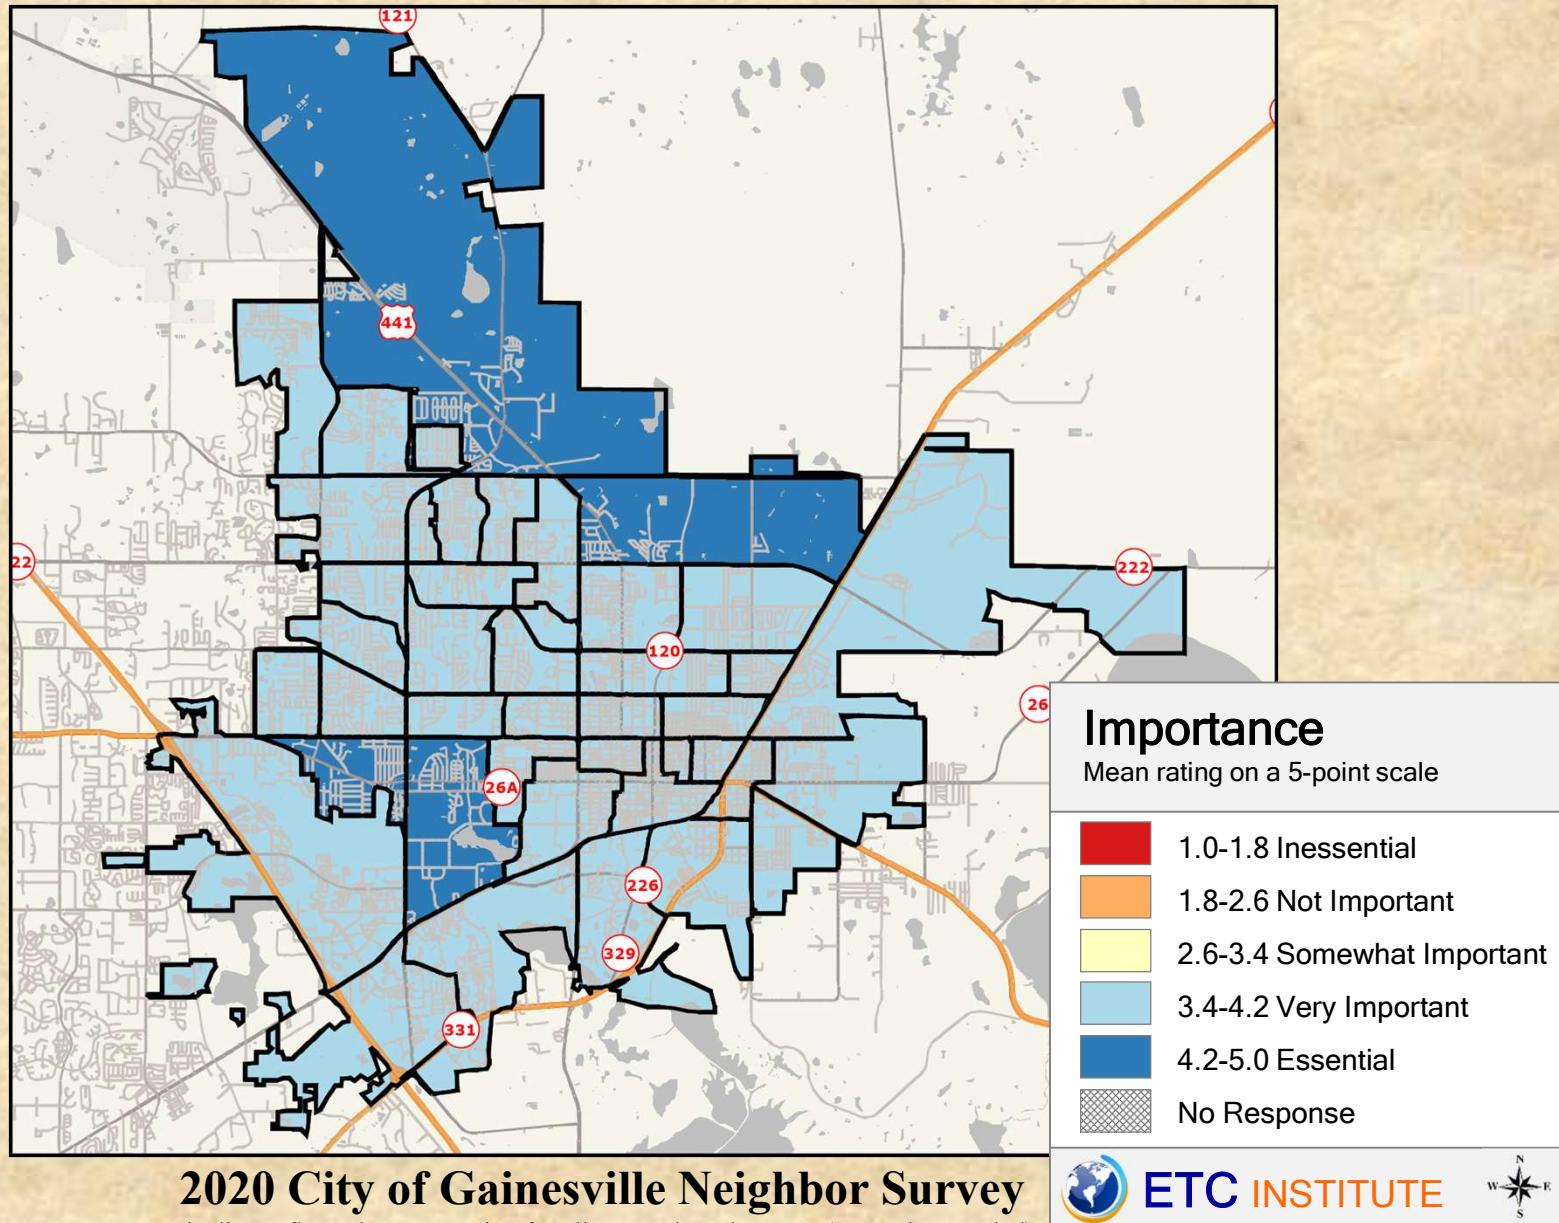 121
441
22
222
120
26
26A
226
329
331
Importance
Mean rating on a 5-point scale
1.0-1.8 Inessential
1.8-2.6 Not Important
2.6-3.4 Somewhat Important
3.4-4.2 Very Important
4.2-5.0 Essential
No Response
2020 City of Gainesville Neighbor Survey
ETC INSTITUTE
N
W E
S